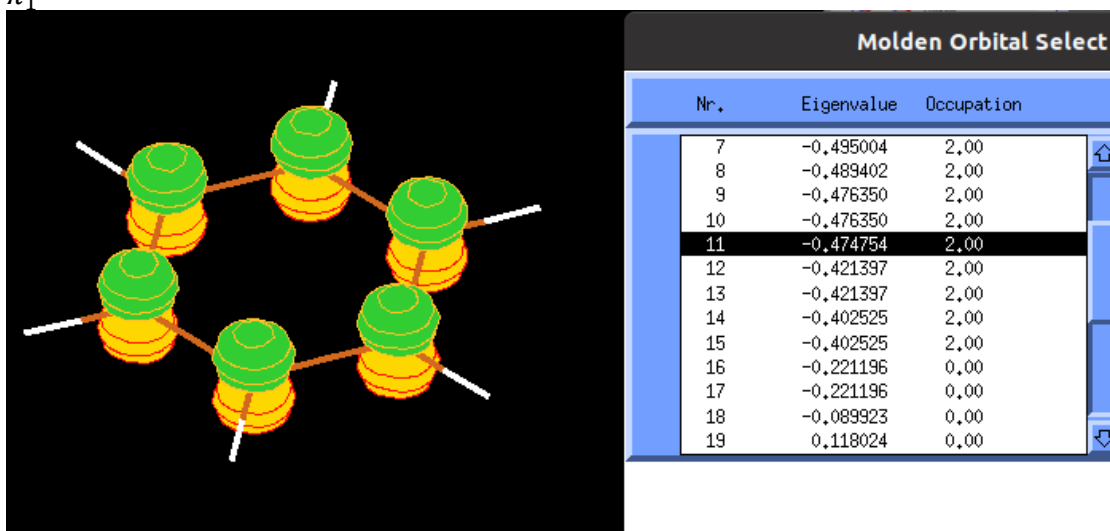 Molden Orbital Select
Nr. Eigenvalue Occupation
7 -0.495004 2.00
8 -0.489402 2.00
9 -0.476350 2.00
10 -0.476350 2.00
11 -0.474754 2.00
12 -0.421397 2.00
13 -0.421397 2.00
14 -0.402525 2.00
15 -0.402525 2.00
16 -0.221196 0.00
17 -0.221196 0.00
18 -0.089923 0.00
19 0.118024 0.00